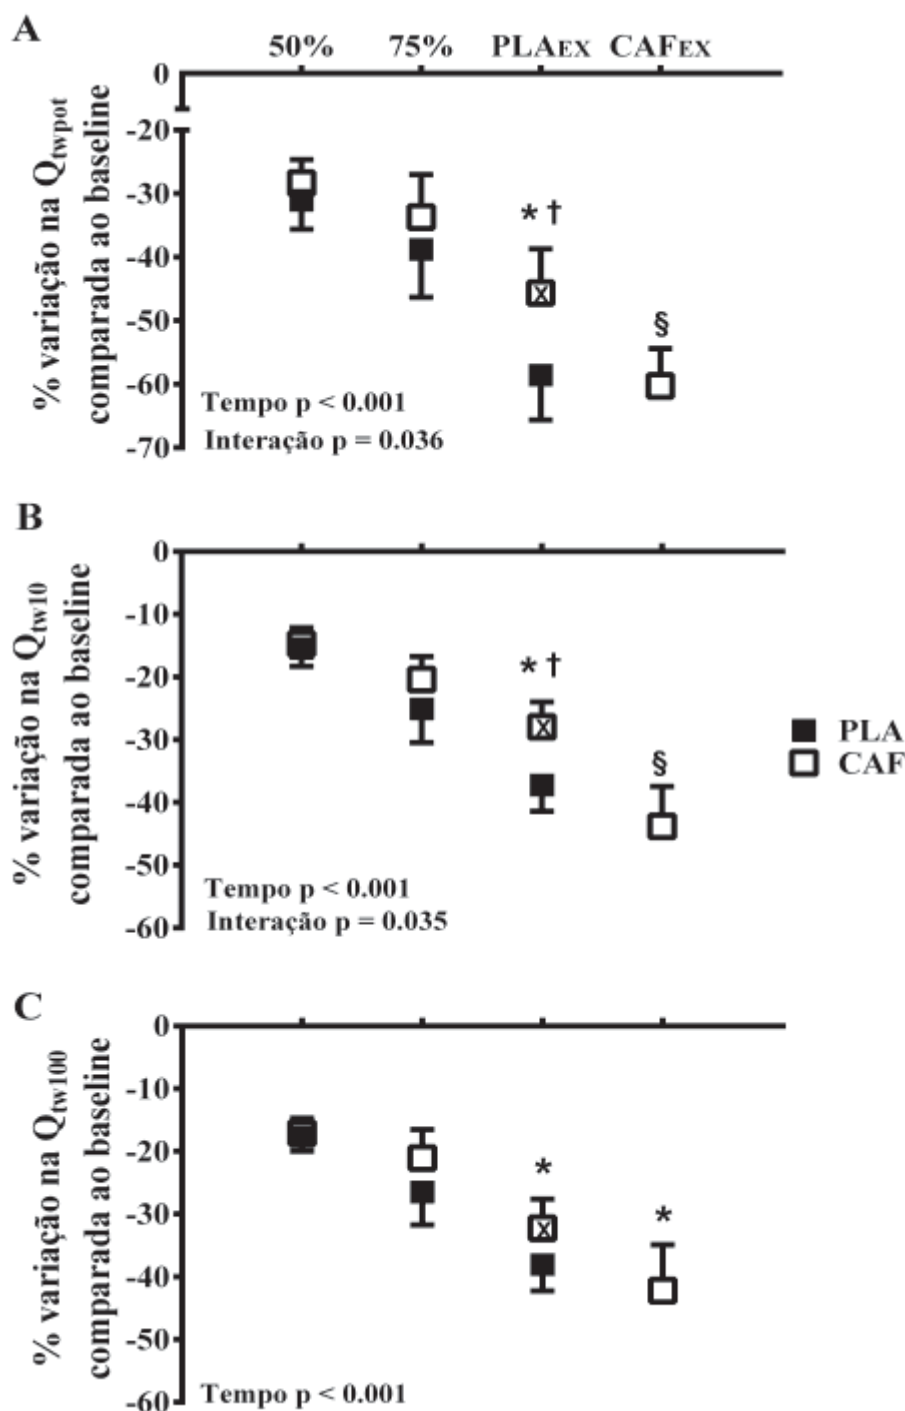 A
50% 75% PLAEX CAFEX
0
-20
-30
-40
-50
-60
-70
% variação na Qtwpot
comparada ao baseline
* †
x
§
Tempo p < 0.001
Interação p = 0.036
B
0
-10
-20
-30
-40
-50
-60
% variação na Qtw10
comparada ao baseline
* †
x
§
Tempo p < 0.001
Interação p = 0.035
PLA
CAF
C
0
-10
-20
-30
-40
-50
-60
% variação na Qtw100
comparada ao baseline
*
x
*
Tempo p < 0.001